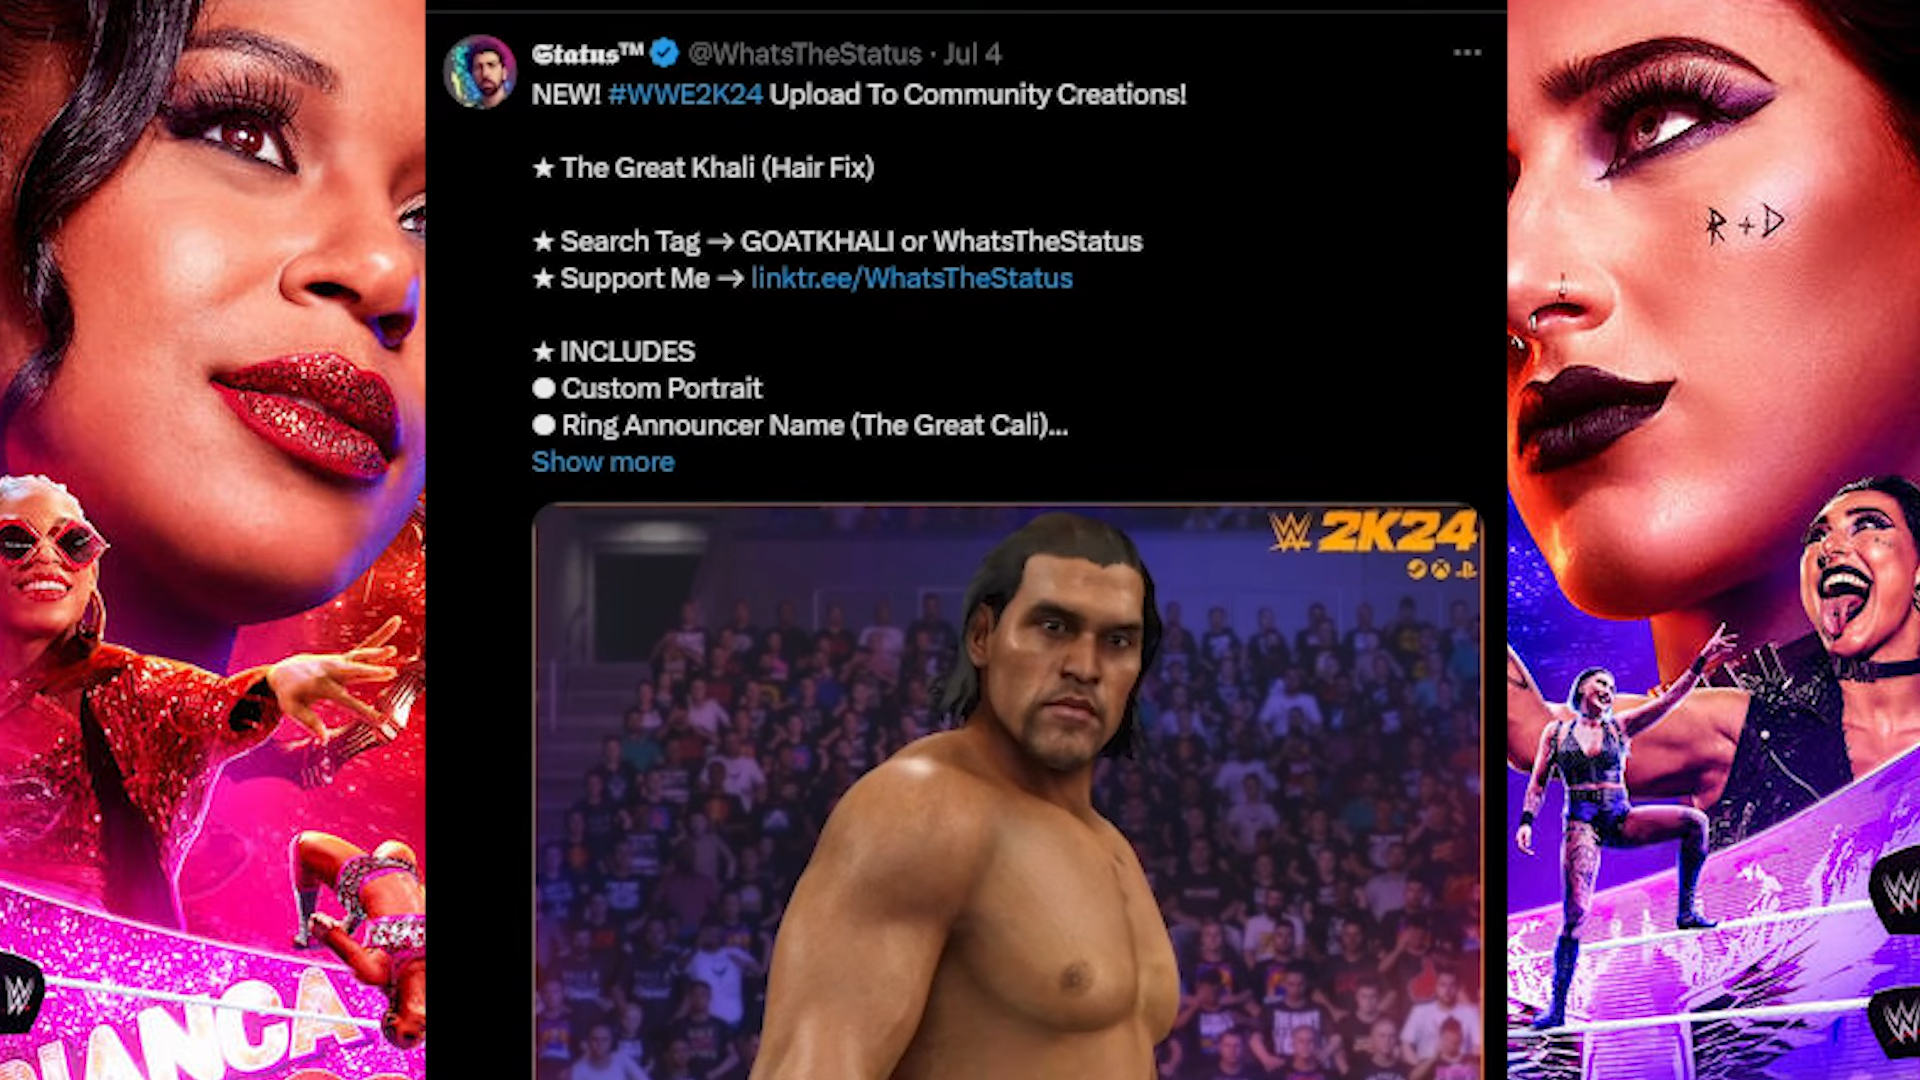 Status™ @WhatsTheStatus · Jul 4
NEW! #WWE2K24 Upload To Community Creations!
★ The Great Khali (Hair Fix)
★ Search Tag → GOATKHALI or WhatsTheStatus
★ Support Me → linktr.ee/WhatsTheStatus
★ INCLUDES
● Custom Portrait
● Ring Announcer Name (The Great Cali)...
Show more
W 2K24
R + D
IANCA